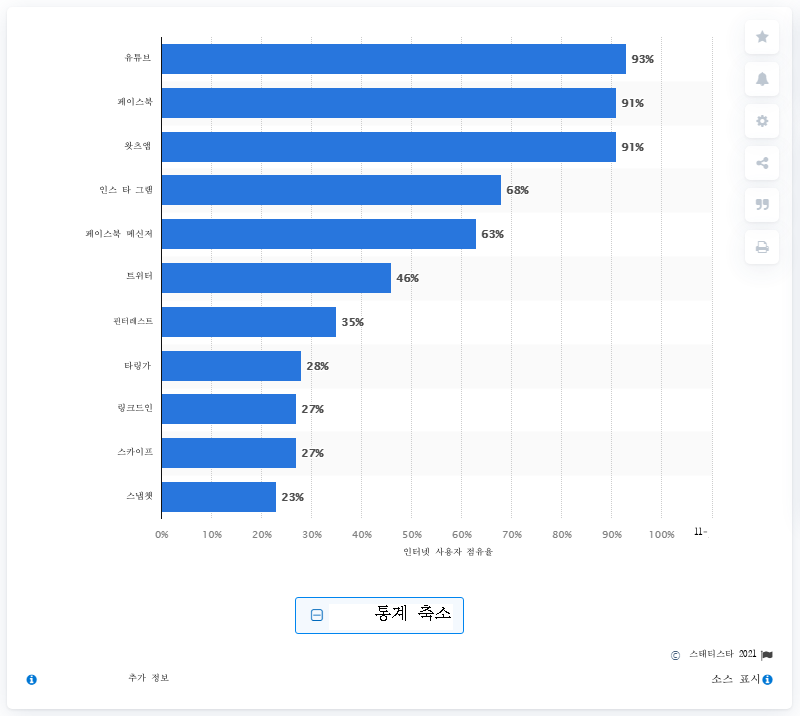 유튜브 93%
페이스북 91%
왓츠앱 91%
인스 타 그램 68%
페이스북 메신저 63%
트위터 46%
핀터레스트 35%
타링가 28%
링크드인 27%
스카이프 27%
스냅챗 23%
0% 10% 20% 30% 40% 50% 60% 70% 80% 90% 100% 11-
인터넷 사용자 점유율
통계 축소
© 스태티스타 2021
추가 정보 소스 표시